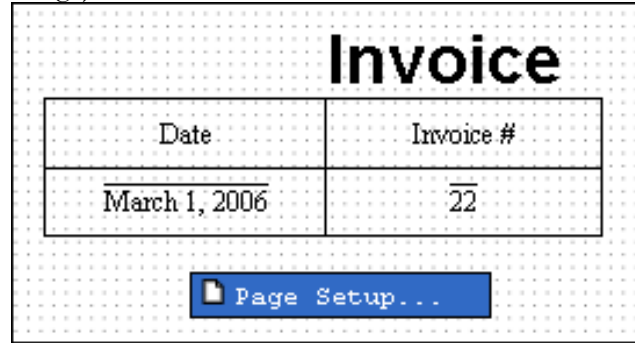 Invoice
Date Invoice #
March 1, 2006 22
Page Setup...